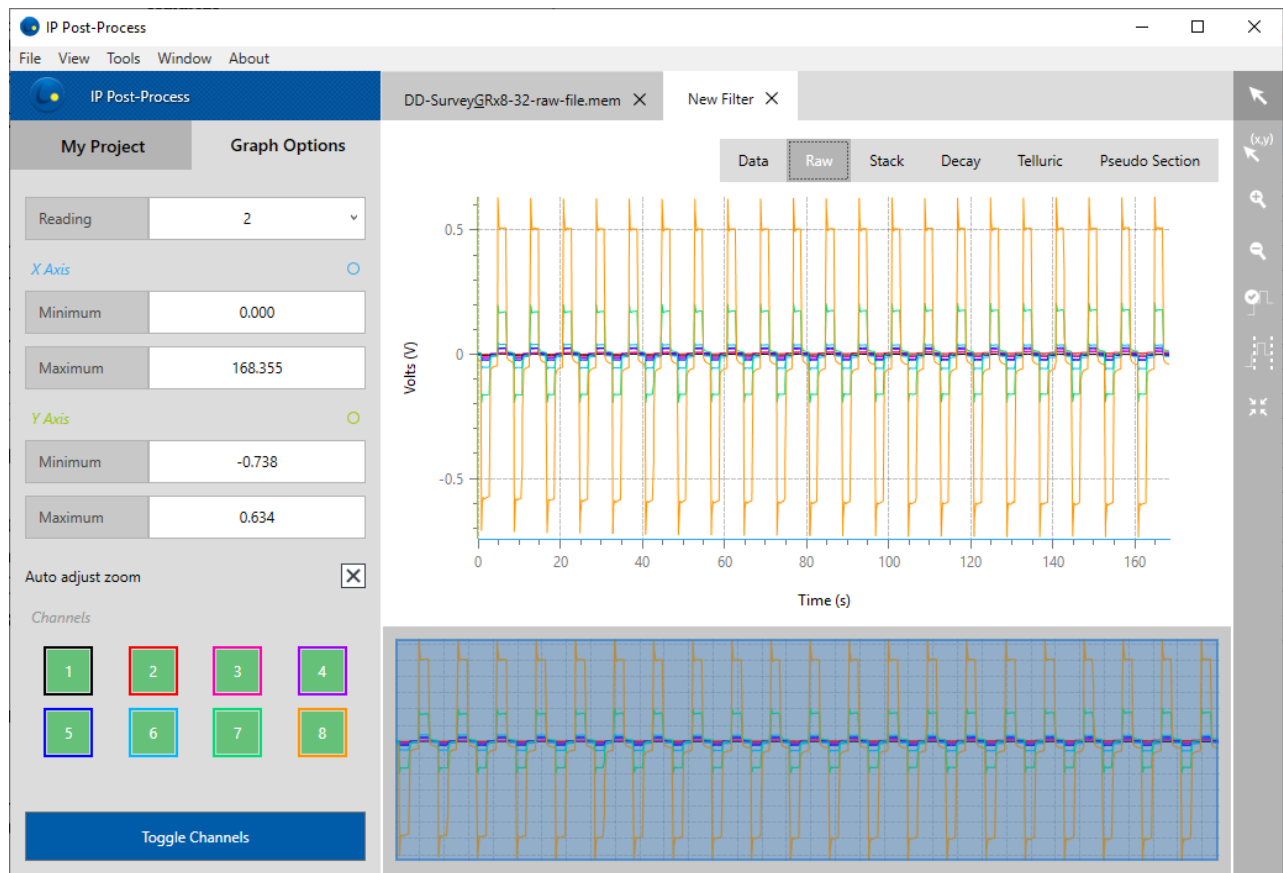 IP Post-Process
File View Tools Window About
IP Post-Process
DD-SurveyGRx8-32-raw-file.mem
New Filter
My Project
Graph Options
Data Raw Stack Decay Telluric Pseudo Section
(x,y)
Reading 2
X Axis
Minimum 0.000
Maximum 168.355
Y Axis
Minimum -0.738
Maximum 0.634
Auto adjust zoom
Channels
1 2 3 4
5 6 7 8
Toggle Channels
Volts (V)
0.5
0
-0.5
0 20 40 60 80 100 120 140 160
Time (s)